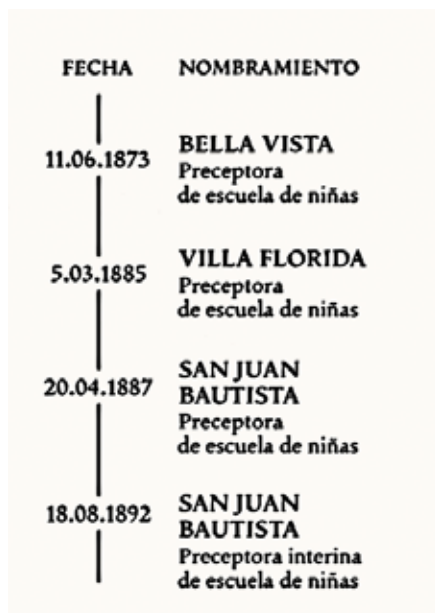 FECHA NOMBRAMIENTO
11.06.1873
BELLA VISTA
Preceptora
de escuela de niñas
5.03.1885
VILLA FLORIDA
Preceptora
de escuela de niñas
20.04.1887
SAN JUAN
BAUTISTA
Preceptora
de escuela de niñas
18.08.1892
SAN JUAN
BAUTISTA
Preceptora interina
de escuela de niñas